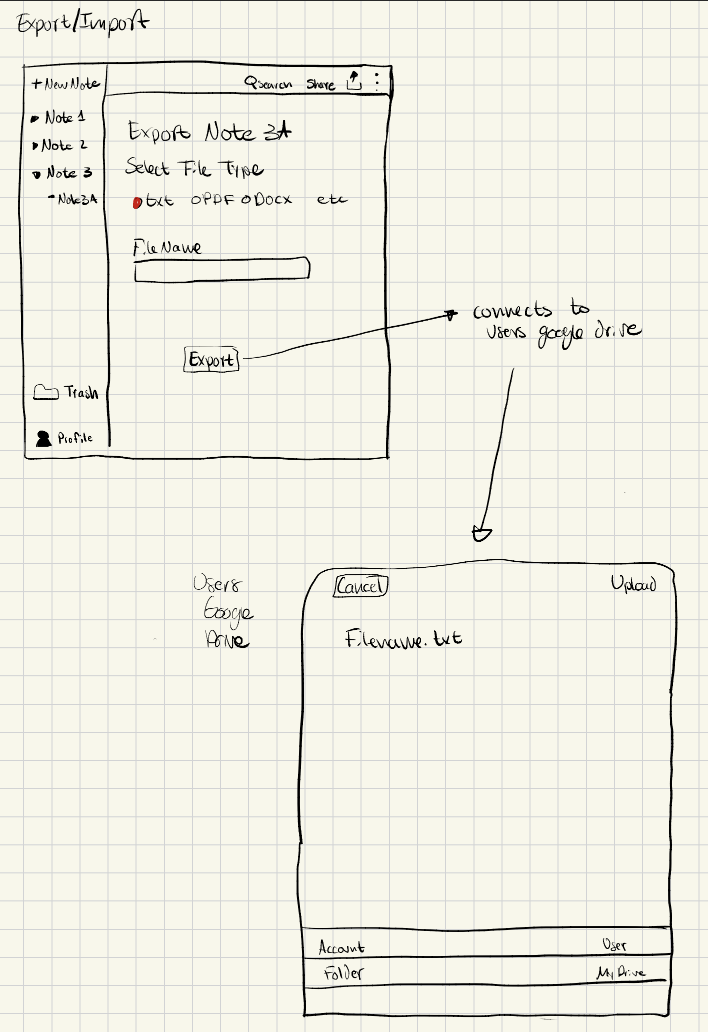 Export/Import
+ New Note
Search Share
Note 1
Note 2
Note 3
- Note3A
Export Note 3A
Select File Type
txt PDF DOCX etc
File Name
Export
Trash
Profile
connects to
users google drive
Users
Google
Drive
Cancel Upload
Filename.txt
Account User
Folder My Drive